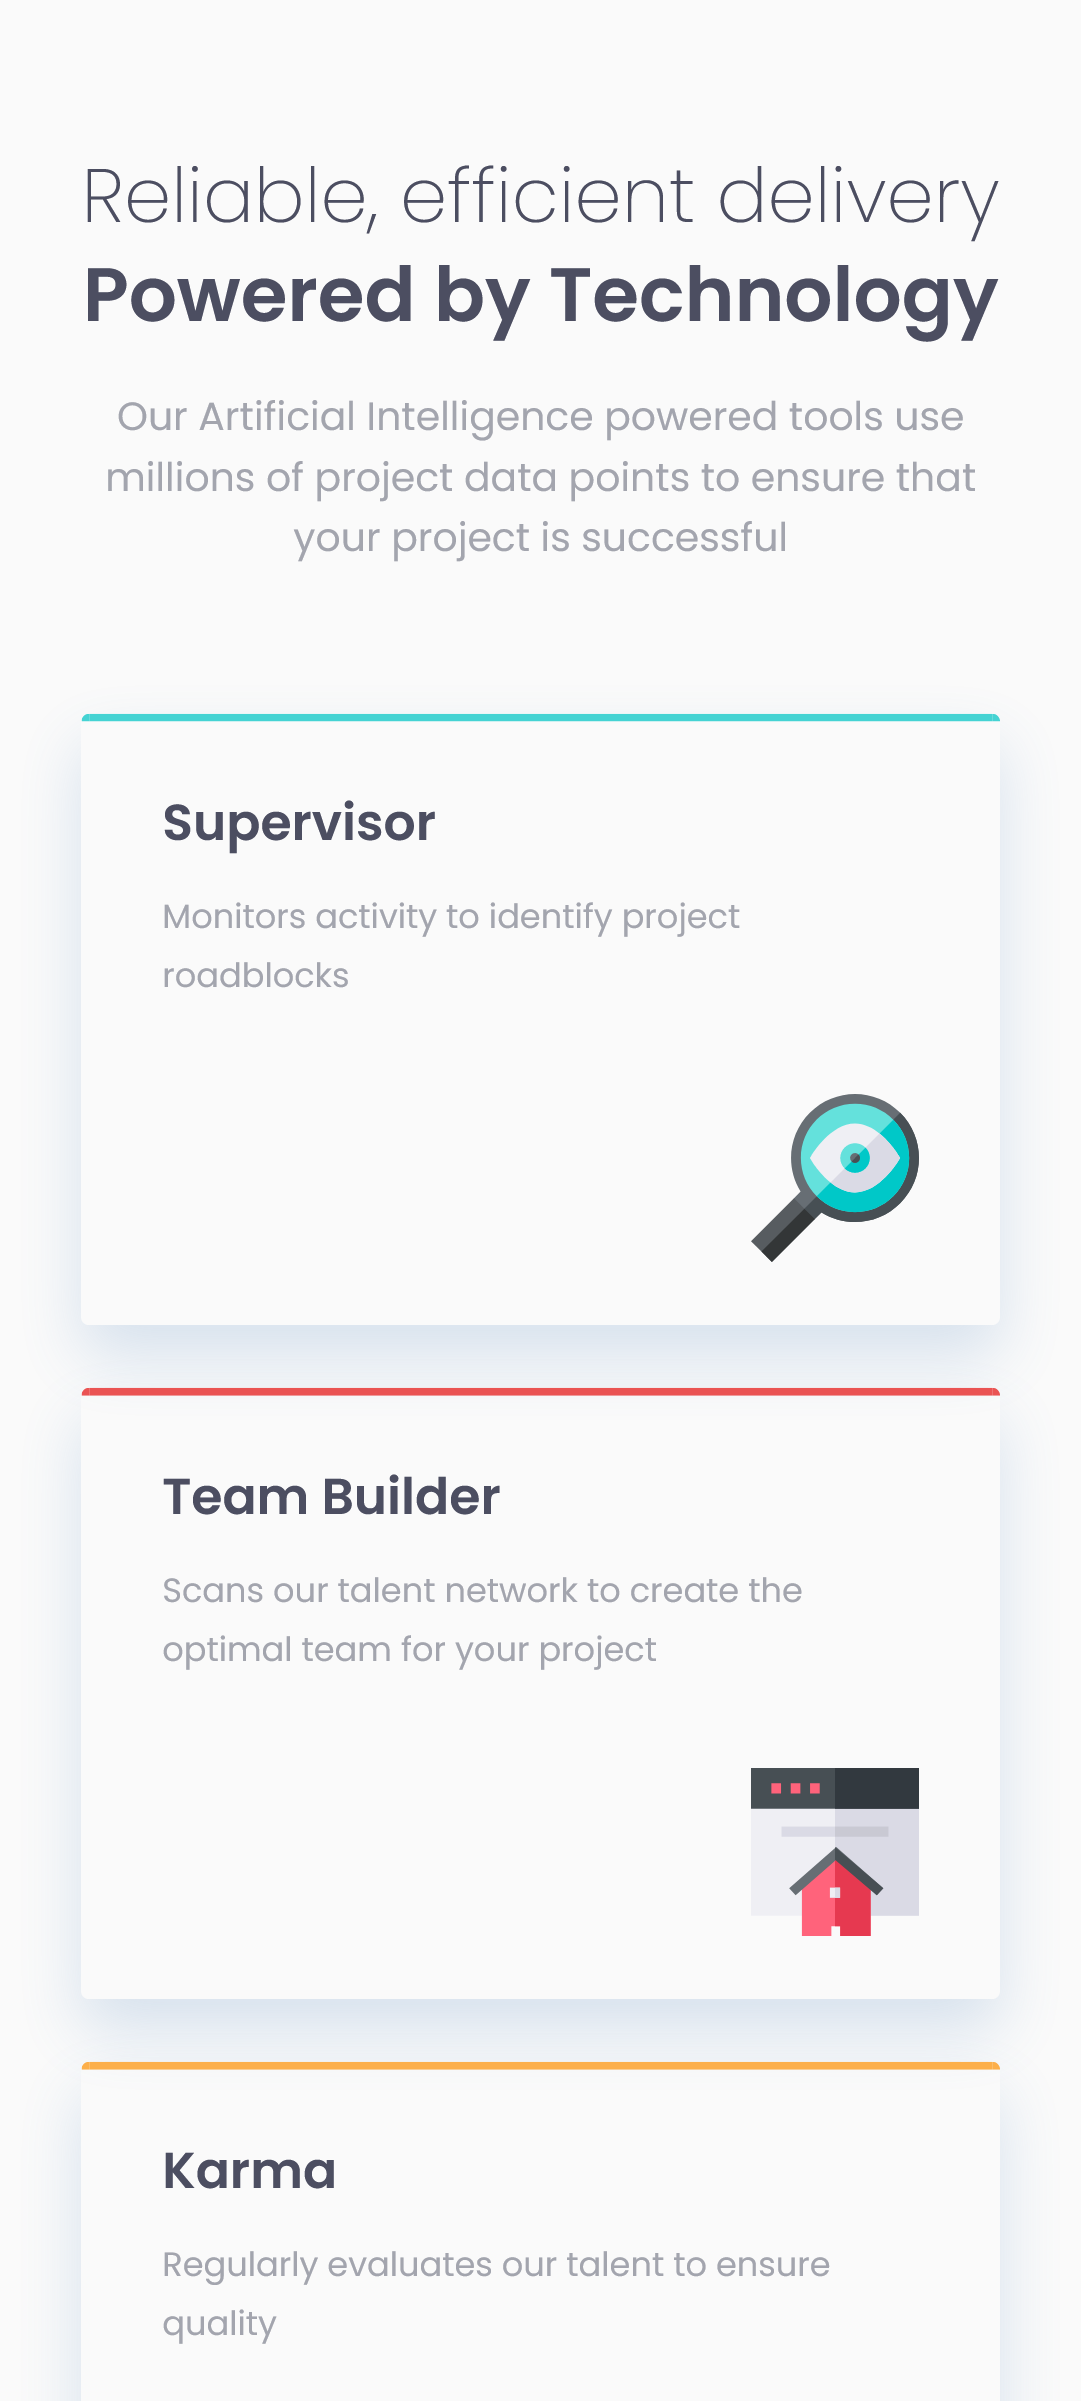 Reliable, efficient delivery
Powered by Technology
Our Artificial Intelligence powered tools use
millions of project data points to ensure that
your project is successful
Supervisor
Monitors activity to identify project
roadblocks
Team Builder
Scans our talent network to create the
optimal team for your project
Karma
Regularly evaluates our talent to ensure
quality